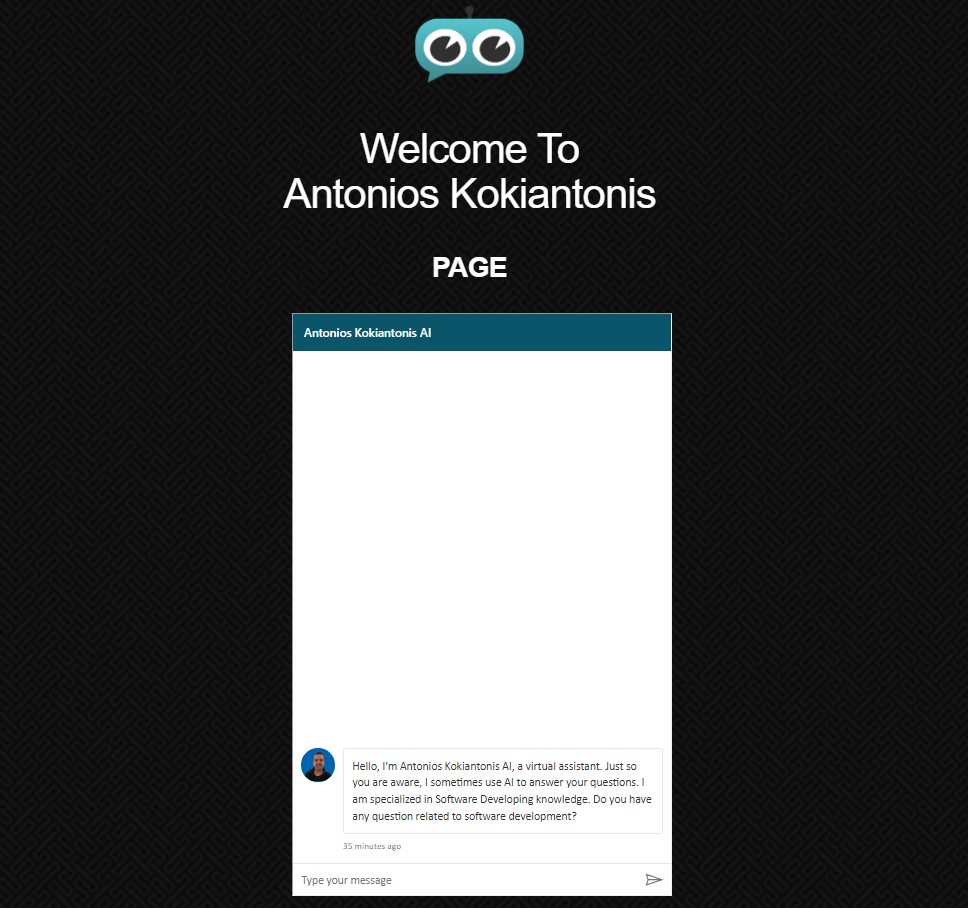 Welcome To
Antonios Kokiantonis
PAGE
Antonios Kokiantonis AI
Hello, I'm Antonios Kokiantonis AI, a virtual assistant. Just so
you are aware, I sometimes use AI to answer your questions. I
am specialized in Software Developing knowledge. Do you have
any question related to software development?
35 minutes ago
Type your message